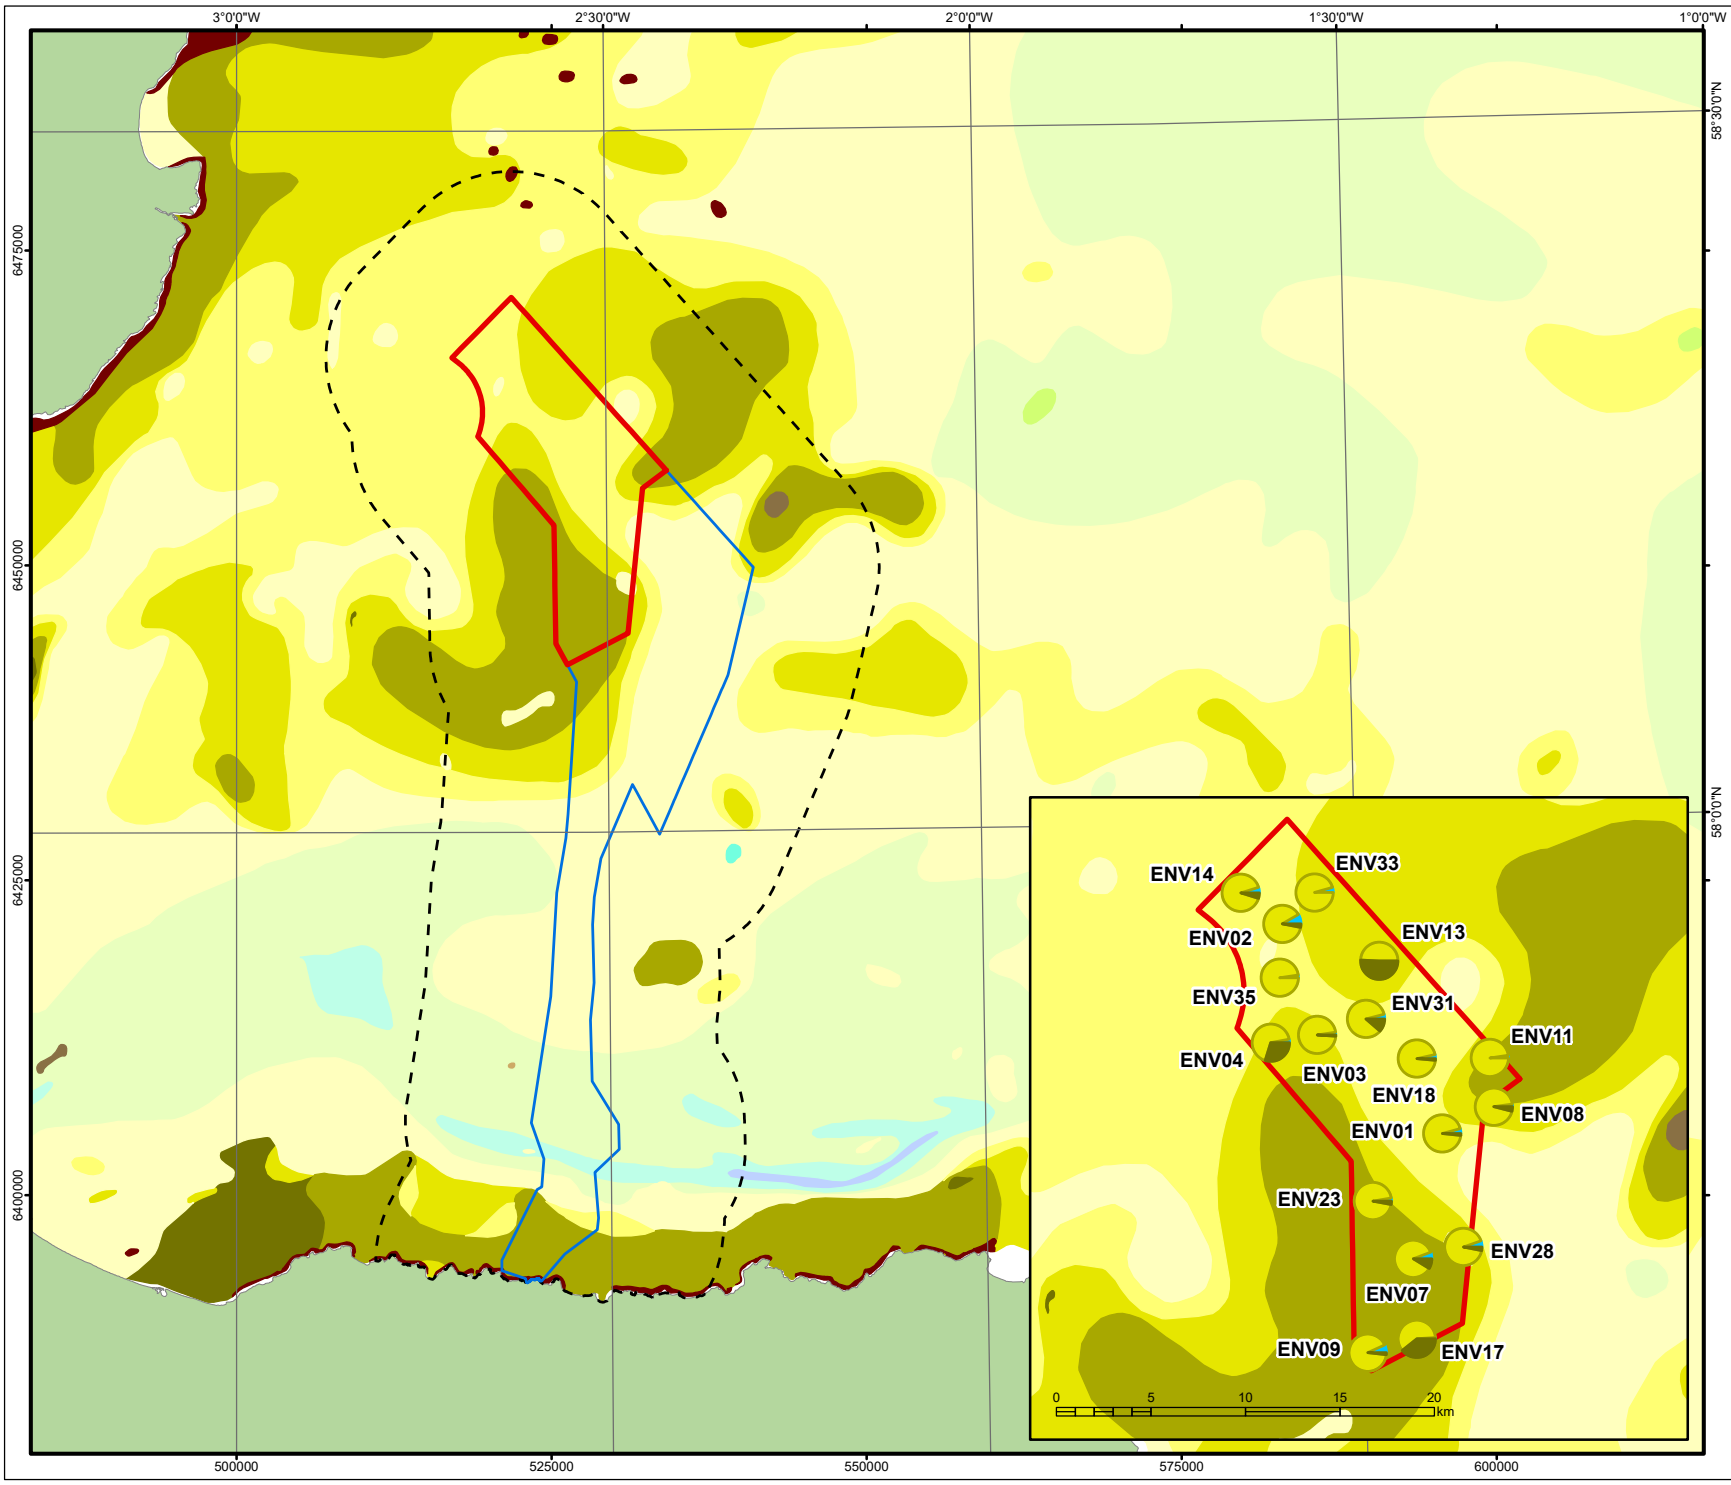 3°0'0"W 2°30'0"W 2°0'0"W 1°30'0"W 1°0'0"W
58°30'0"N
6475000
6450000
58°0'0"N
6425000
6400000
ENV33
ENV14
ENV13
ENV02
ENV35
ENV31
ENV11
ENV04
ENV03
ENV18
ENV08
ENV01
ENV23
ENV28
ENV07
ENV09
ENV17
0 5 10 15 20
km
500000 525000 550000 575000 600000